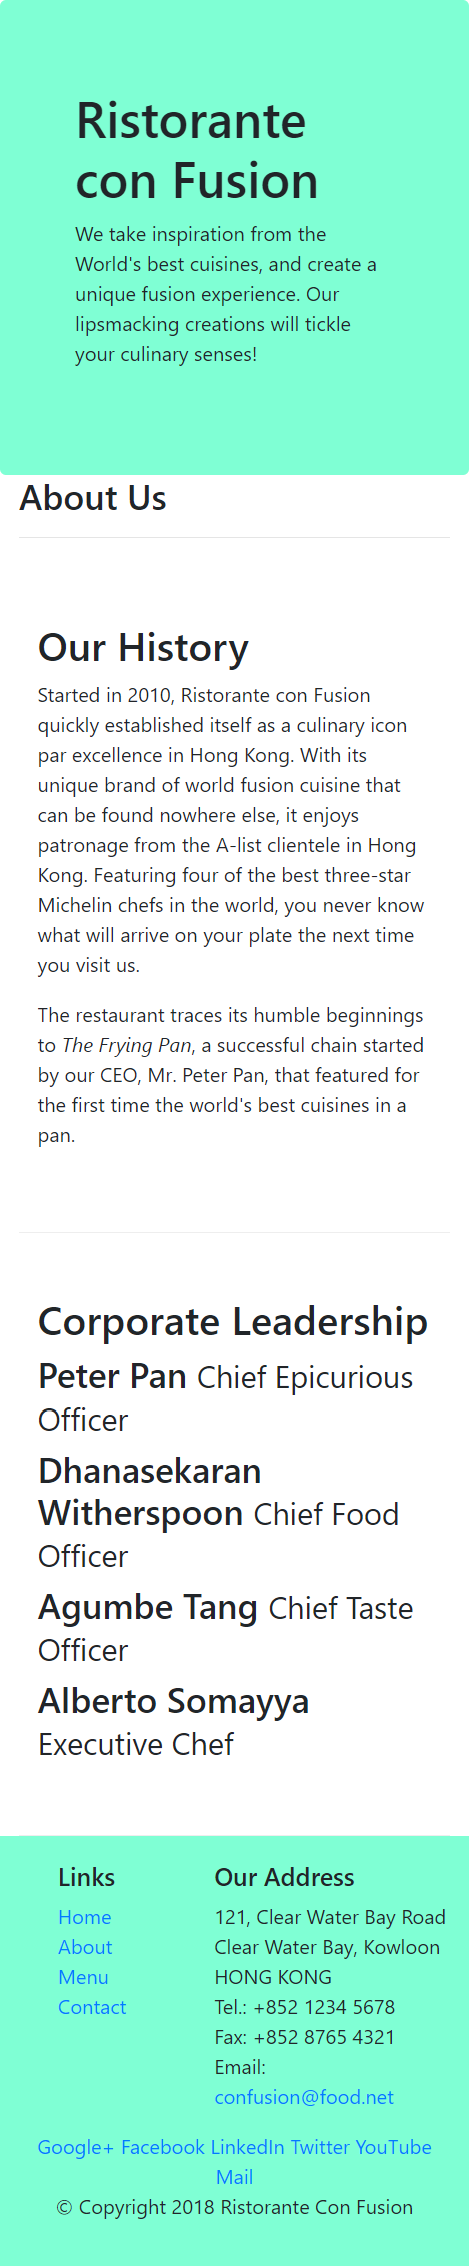 Ristorante
con Fusion
We take inspiration from the
World's best cuisines, and create a
unique fusion experience. Our
lipsmacking creations will tickle
your culinary senses!
About Us
Our History
Started in 2010, Ristorante con Fusion
quickly established itself as a culinary icon
par excellence in Hong Kong. With its
unique brand of world fusion cuisine that
can be found nowhere else, it enjoys
patronage from the A-list clientele in Hong
Kong. Featuring four of the best three-star
Michelin chefs in the world, you never know
what will arrive on your plate the next time
you visit us.
The restaurant traces its humble beginnings
to The Frying Pan, a successful chain started
by our CEO, Mr. Peter Pan, that featured for
the first time the world's best cuisines in a
pan.
Corporate Leadership
Peter Pan Chief Epicurious
Officer
Dhanasekaran
Witherspoon Chief Food
Officer
Agumbe Tang Chief Taste
Officer
Alberto Somayya
Executive Chef
Links
Home
About
Menu
Contact
Our Address
121, Clear Water Bay Road
Clear Water Bay, Kowloon
HONG KONG
Tel.: +852 1234 5678
Fax: +852 8765 4321
Email:
confusion@food.net
Google+ Facebook LinkedIn Twitter YouTube
Mail
© Copyright 2018 Ristorante Con Fusion